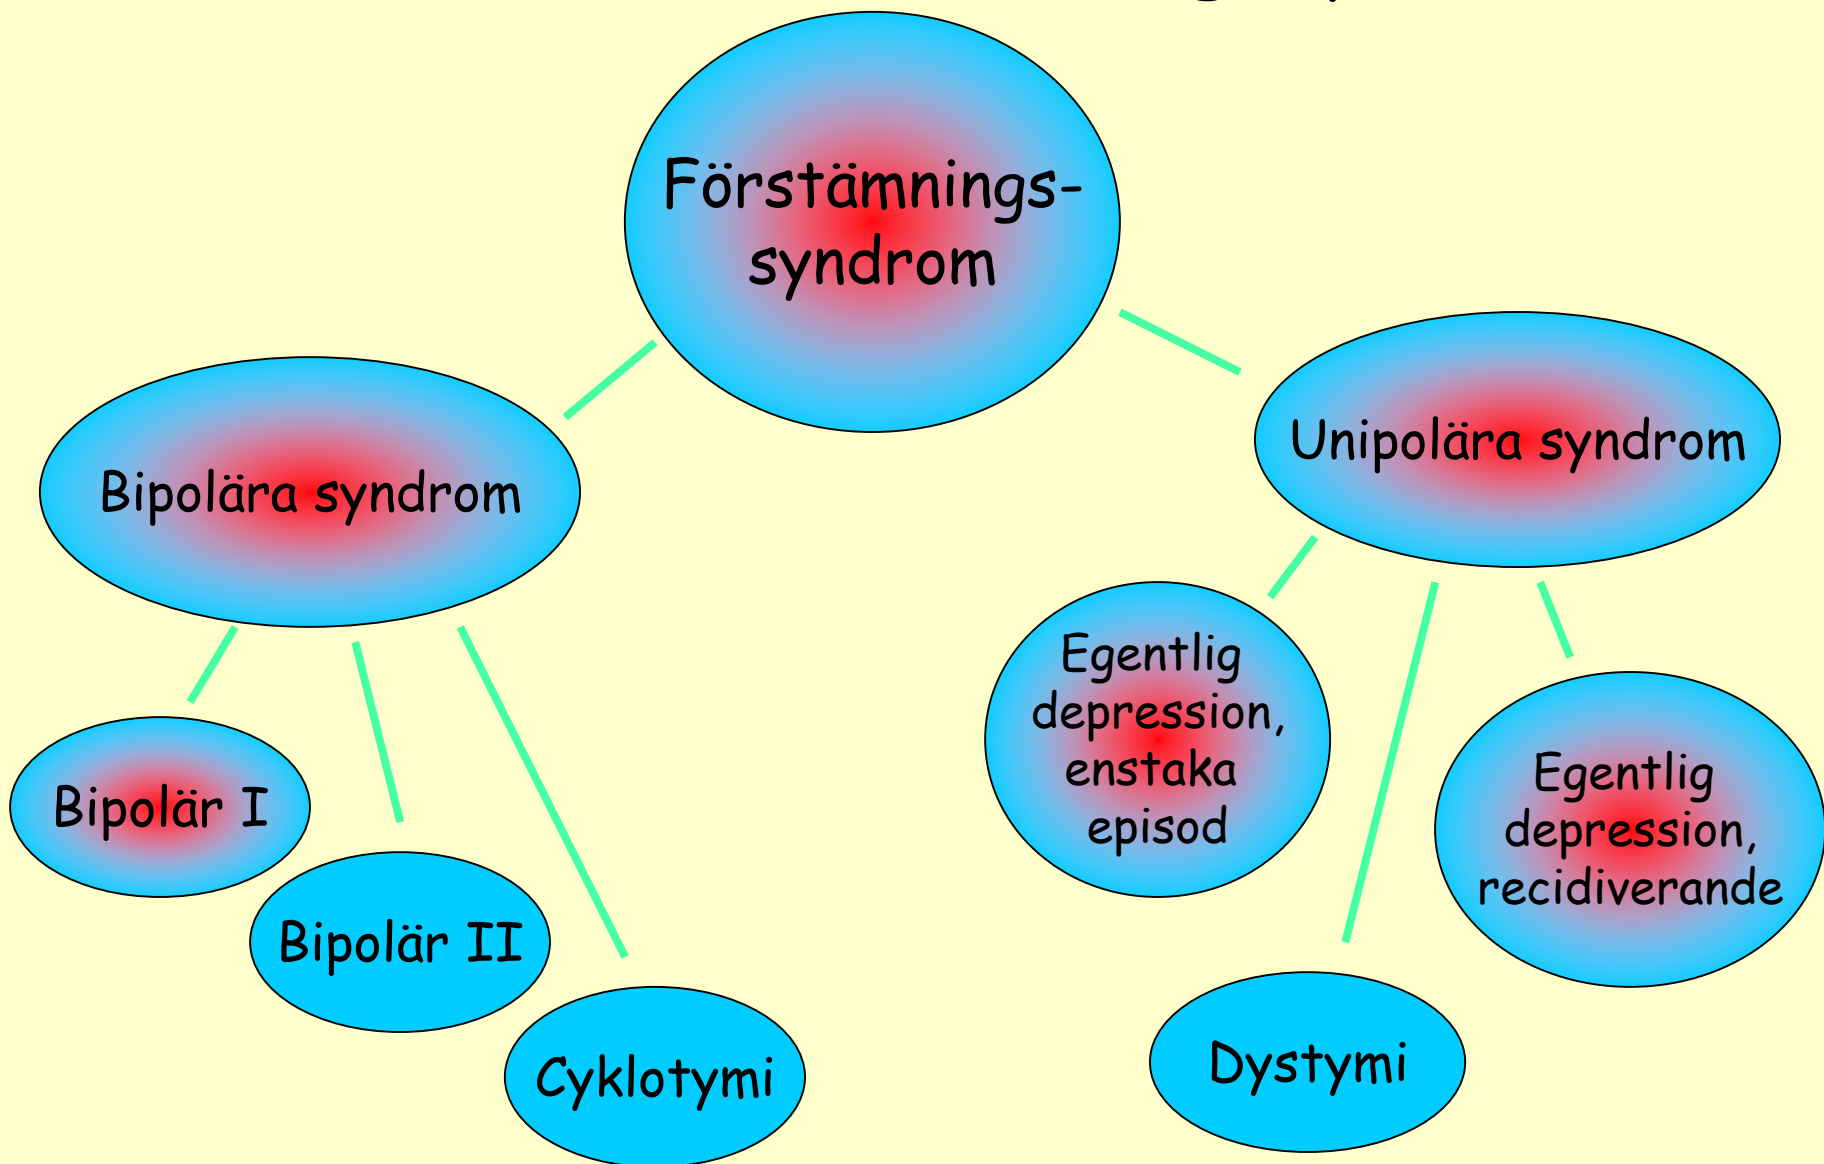 Förstämnings-
syndrom
Unipolära syndrom
Bipolära syndrom
Egentlig
depression,
enstaka
episod
Egentlig
depression,
recidiverande
Bipolär I
Bipolär II
Cyklotymi
Dystymi